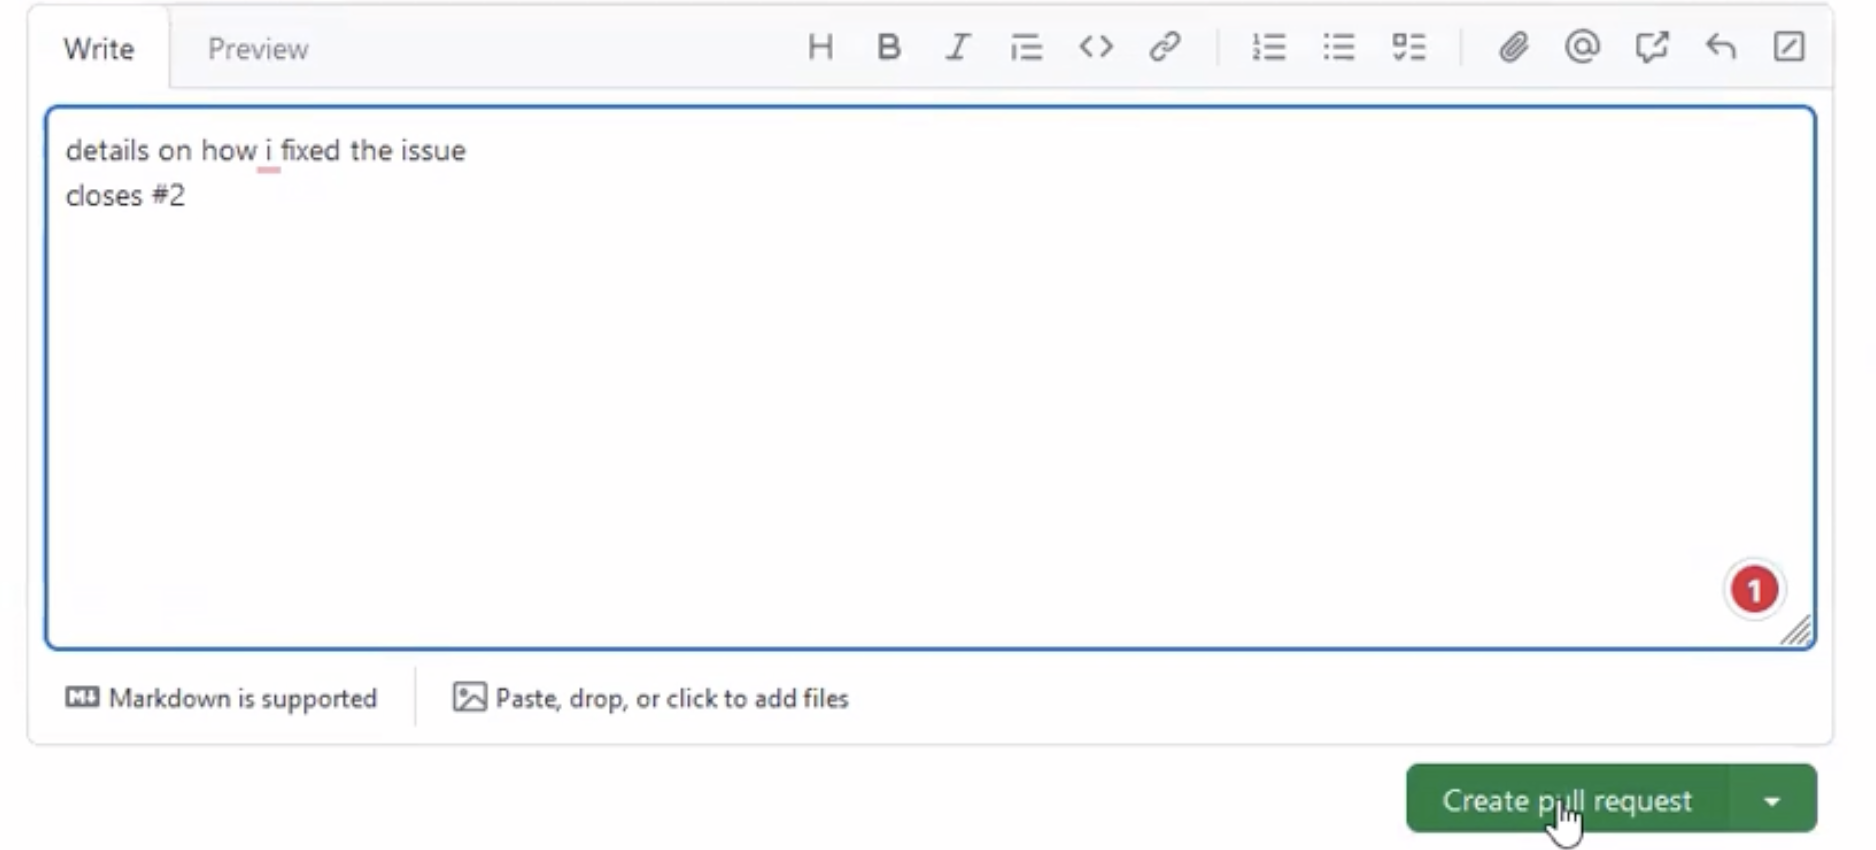 Write
Preview
details on how i fixed the issue
closes #2
1
Markdown is supported
Paste, drop, or click to add files
Create pull request